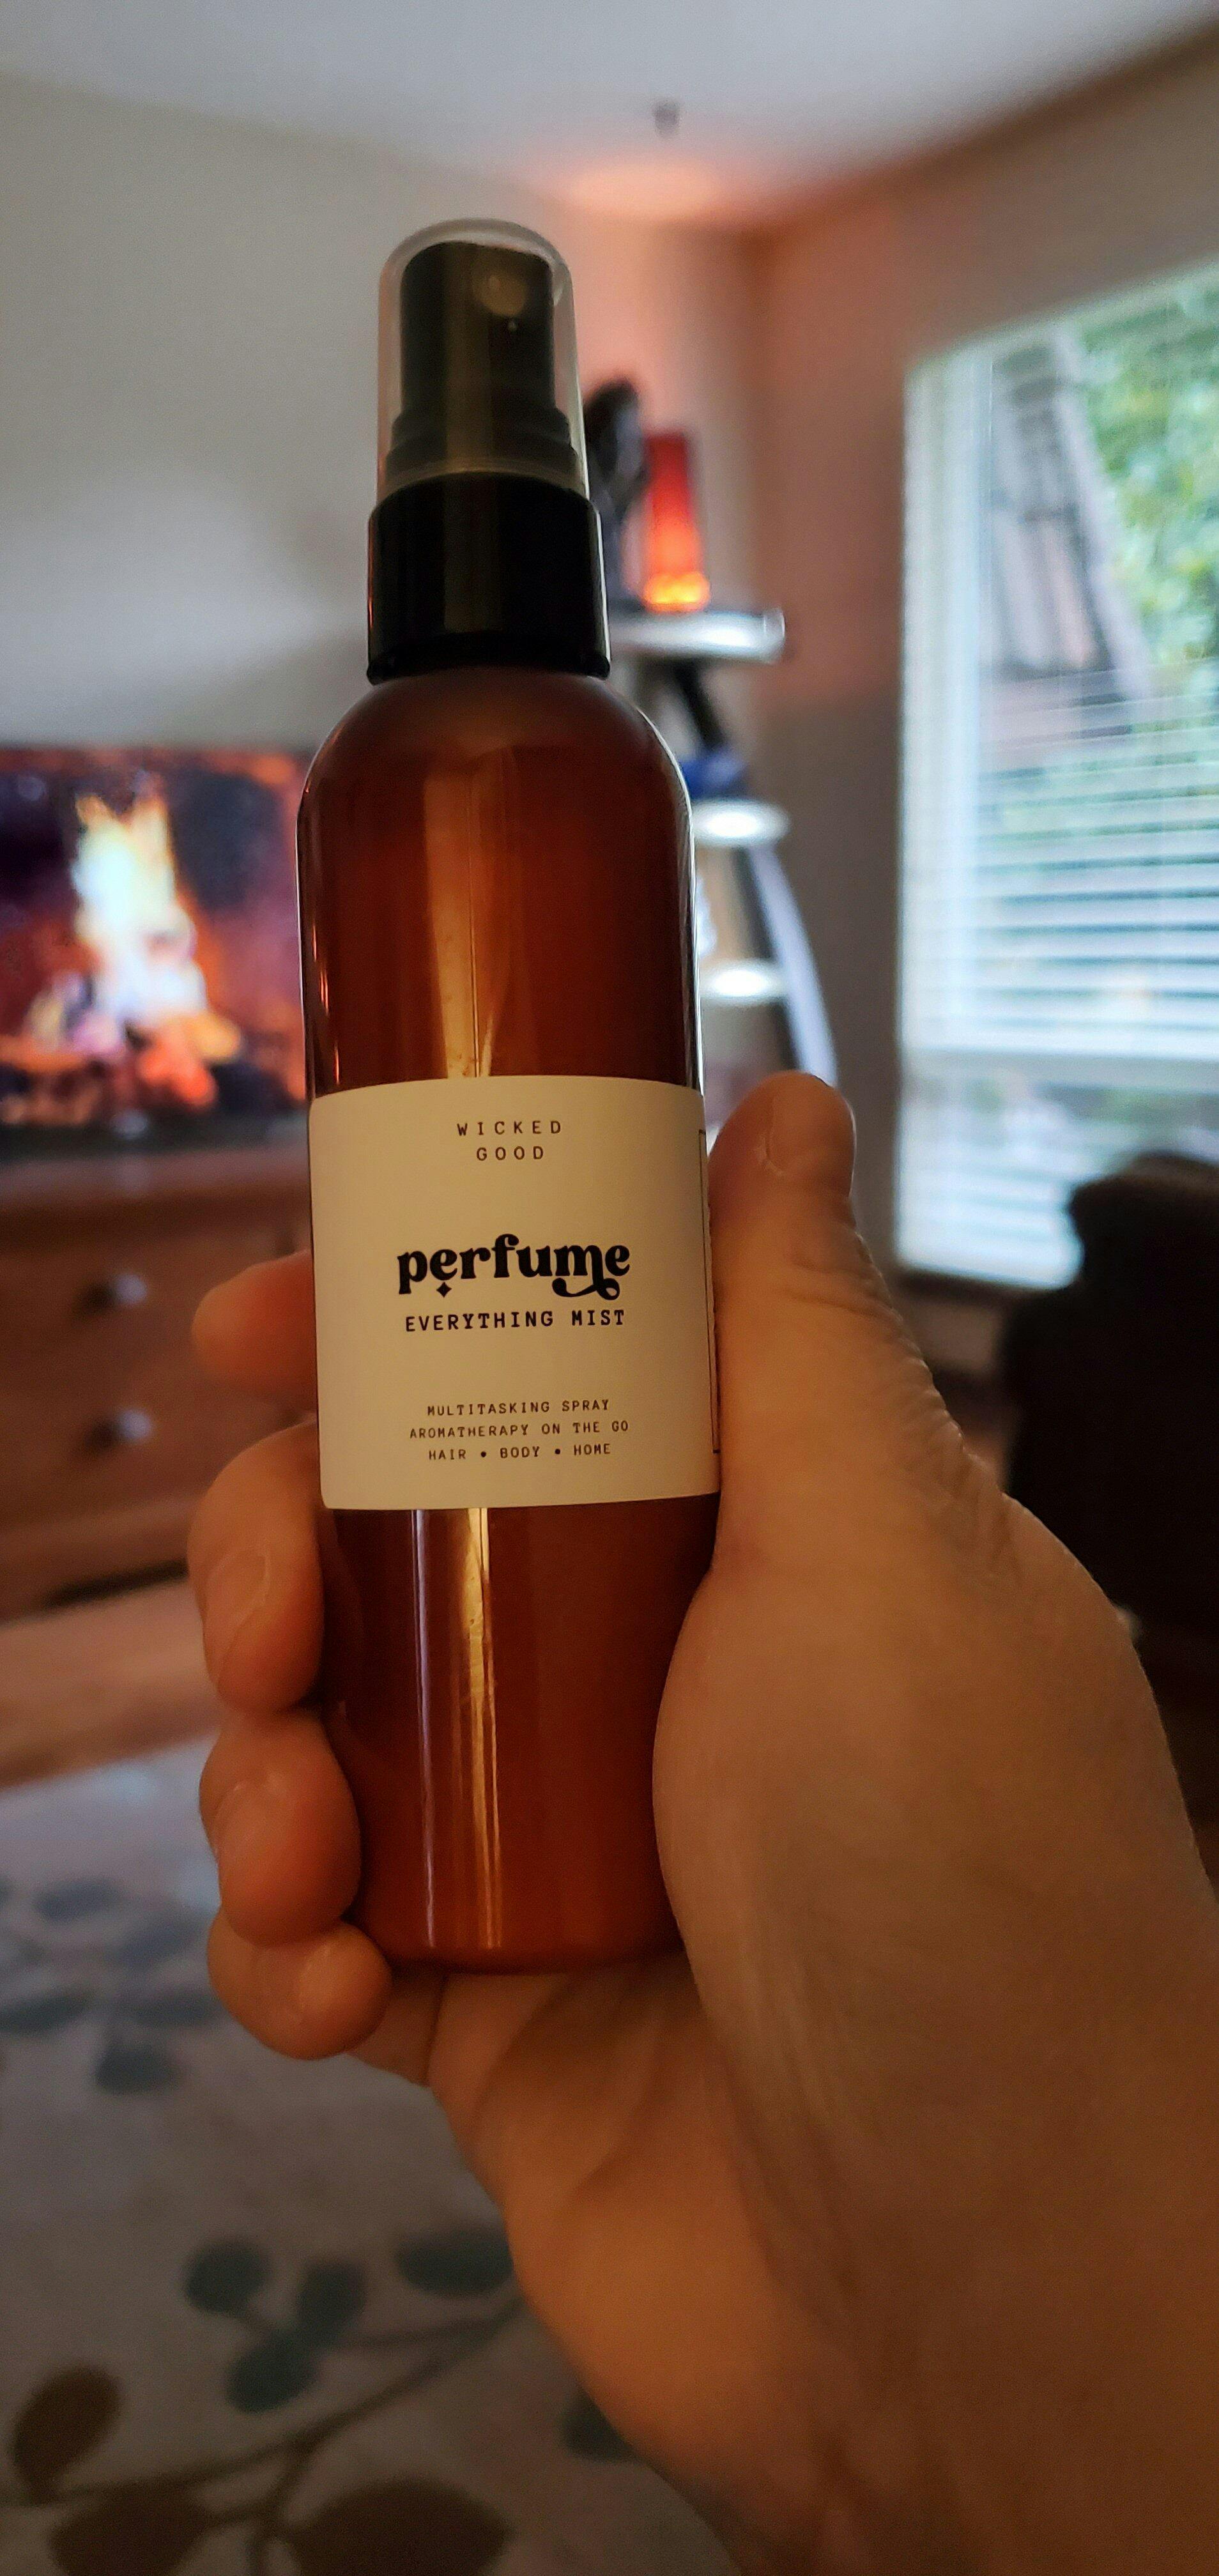 WICKED
GOOD
perfume
EVERYTHING MIST
MULTITASKING SPRAY
AROMATHERAPY ON THE GO
HAIR • BODY • HOME